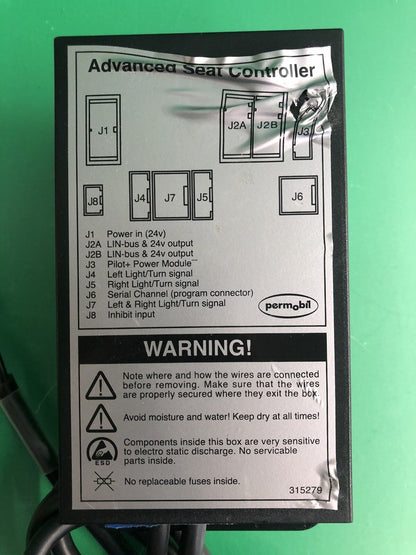 Advanced Seat Controller
J1
J2A J2B
J3
J8
J4 J7 J5
J6
J1 Power in (24v)
J2A LIN-bus & 24v output
J2B LIN-bus & 24v output
J3 Pilot+ Power Module
J4 Left Light/Turn signal
J5 Right Light/Turn signal
J6 Serial Channel (program connector)
J7 Left & Right Light/Turn signal
J8 Inhibit input
permobil
WARNING!
Note where and how the wires are connected
before removing. Make sure that the wires
are properly secured where they exit the box.
Avoid moisture and water! Keep dry at all times!
Components inside this box are very sensitive
to electro static discharge. No servicable
parts inside.
ESD
No replaceable fuses inside.
315279